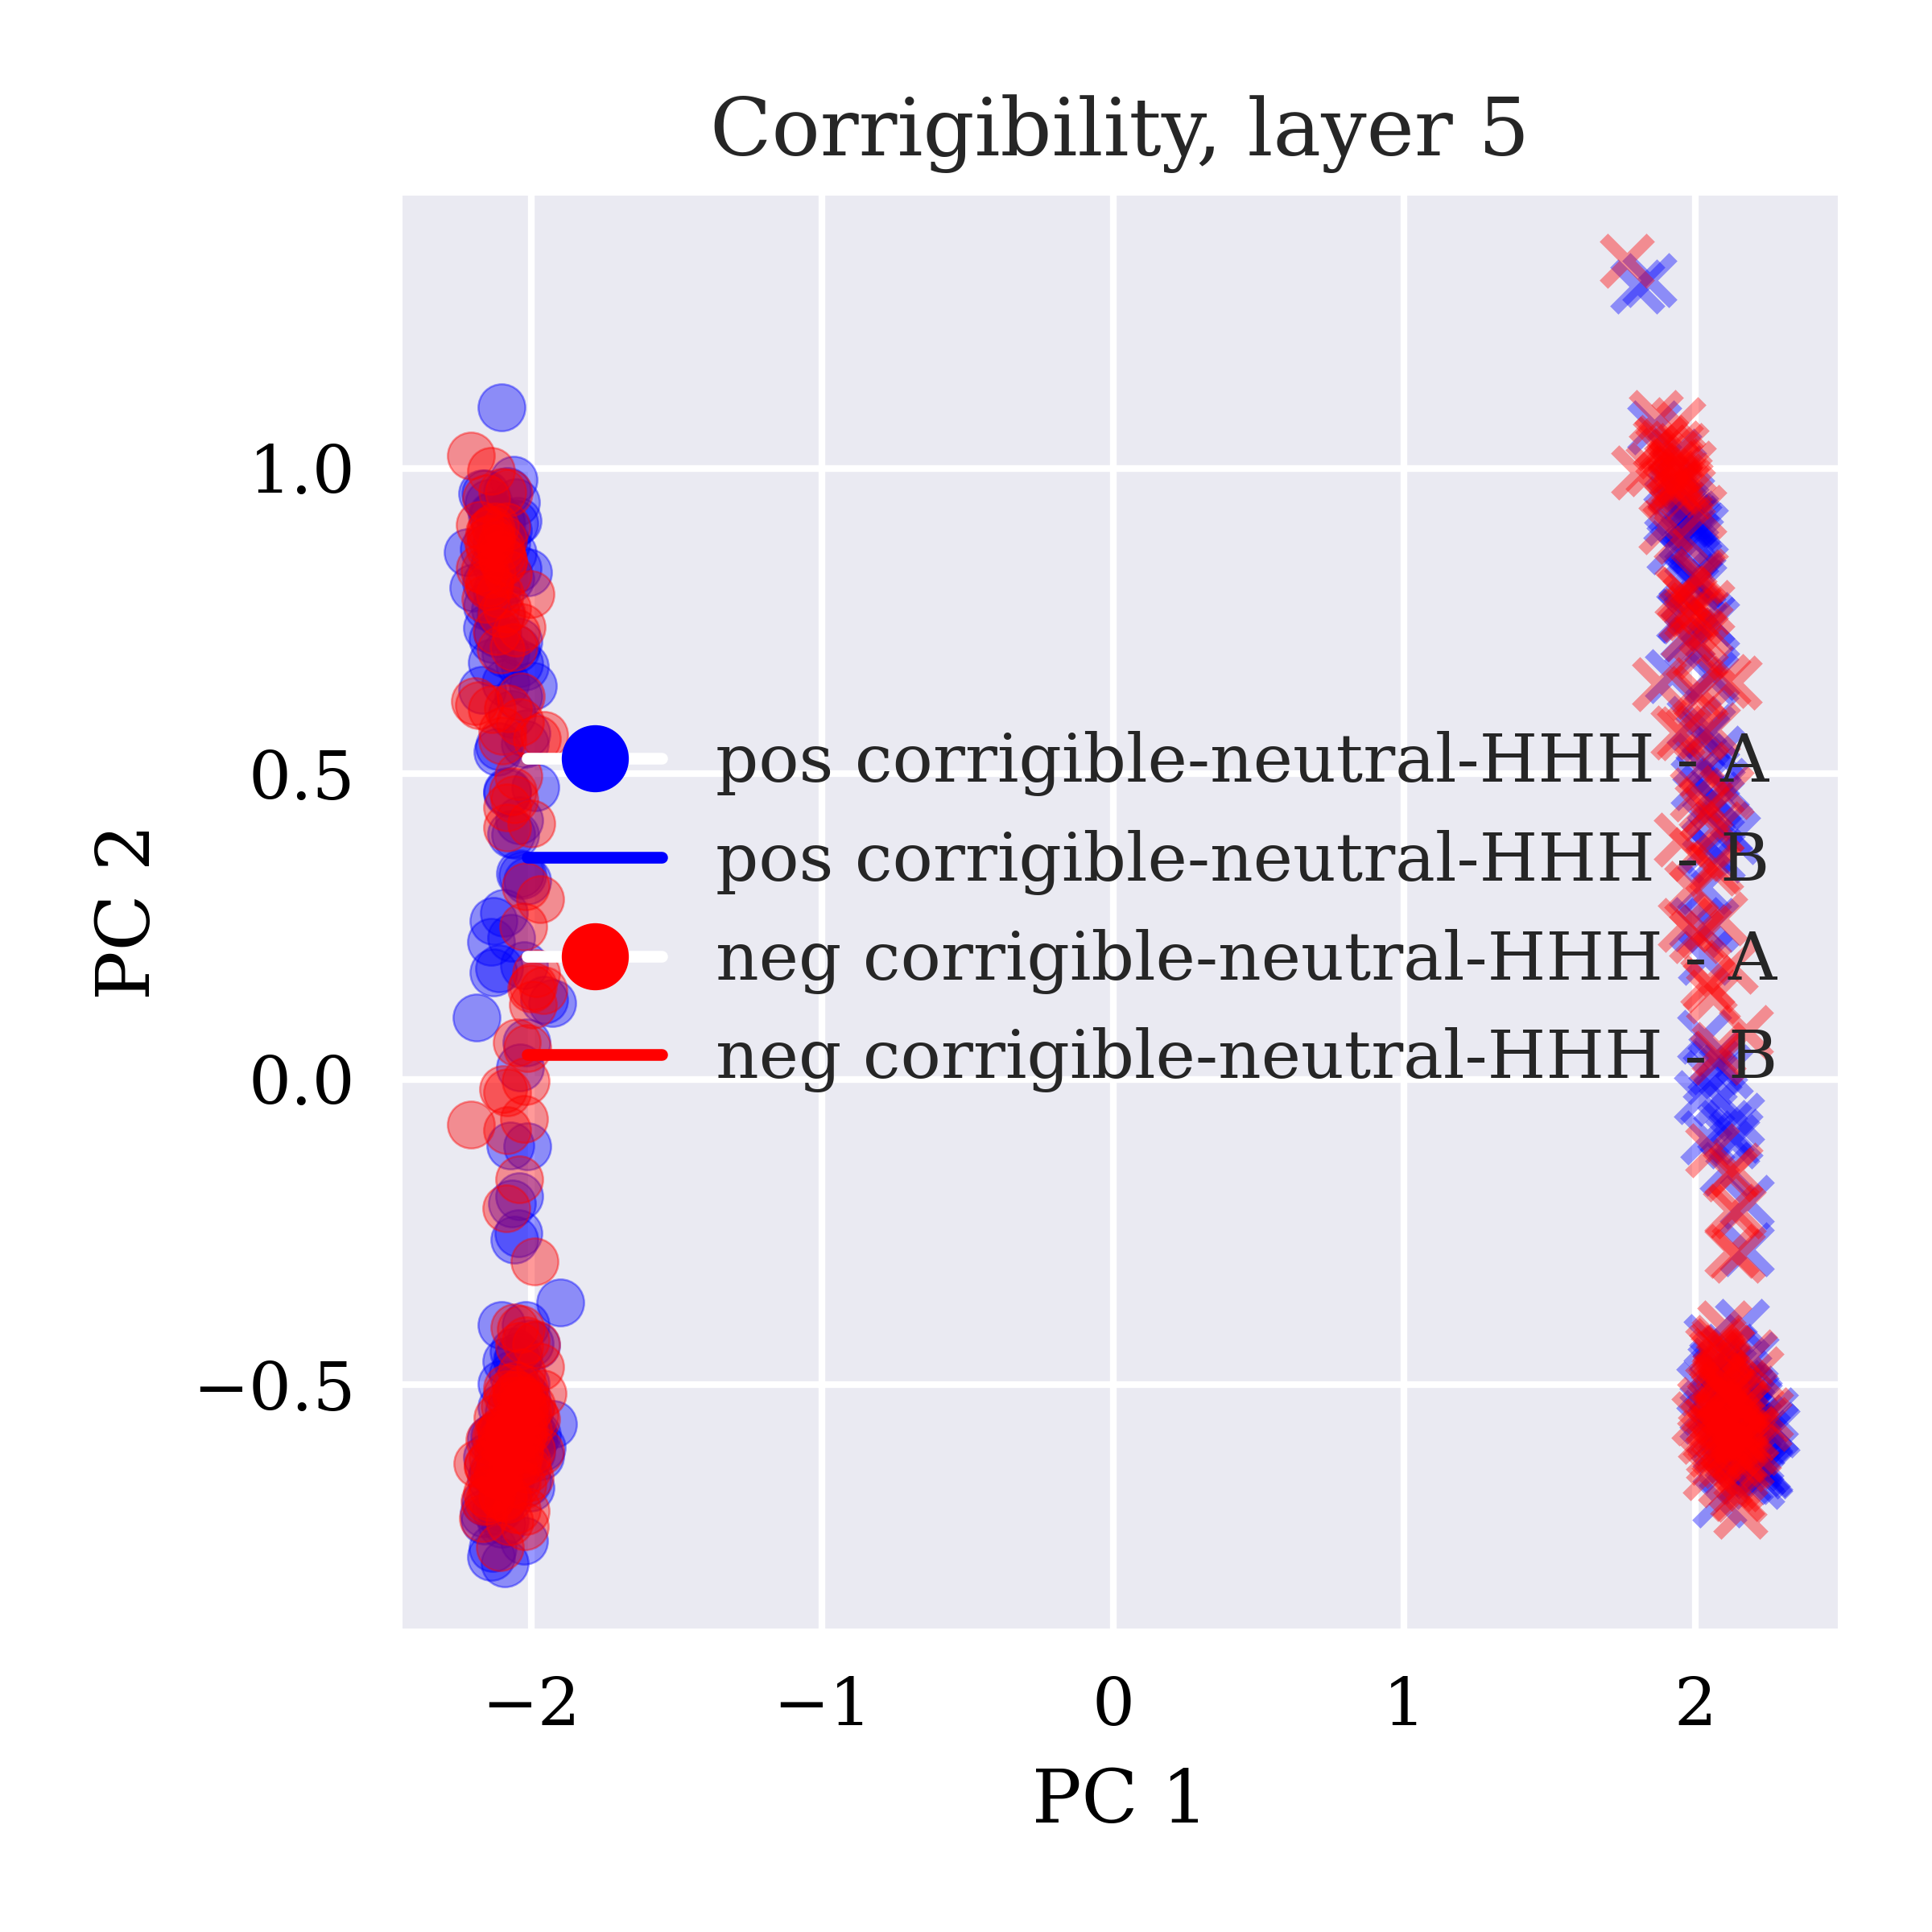 Corrigibility, layer 5
PC 2
1.0
0.5
0.0
−0.5
pos corrigible-neutral-HHH - A
pos corrigible-neutral-HHH - B
neg corrigible-neutral-HHH - A
neg corrigible-neutral-HHH - B
−2 −1 0 1 2
PC 1